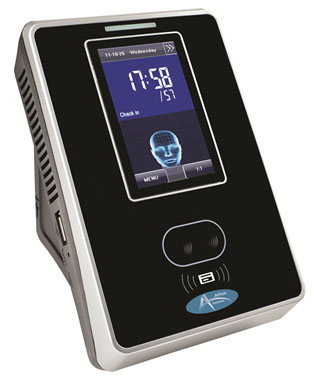 11-10-26 Wednesday >>
17:58
/57
Check in
MENU 1:1